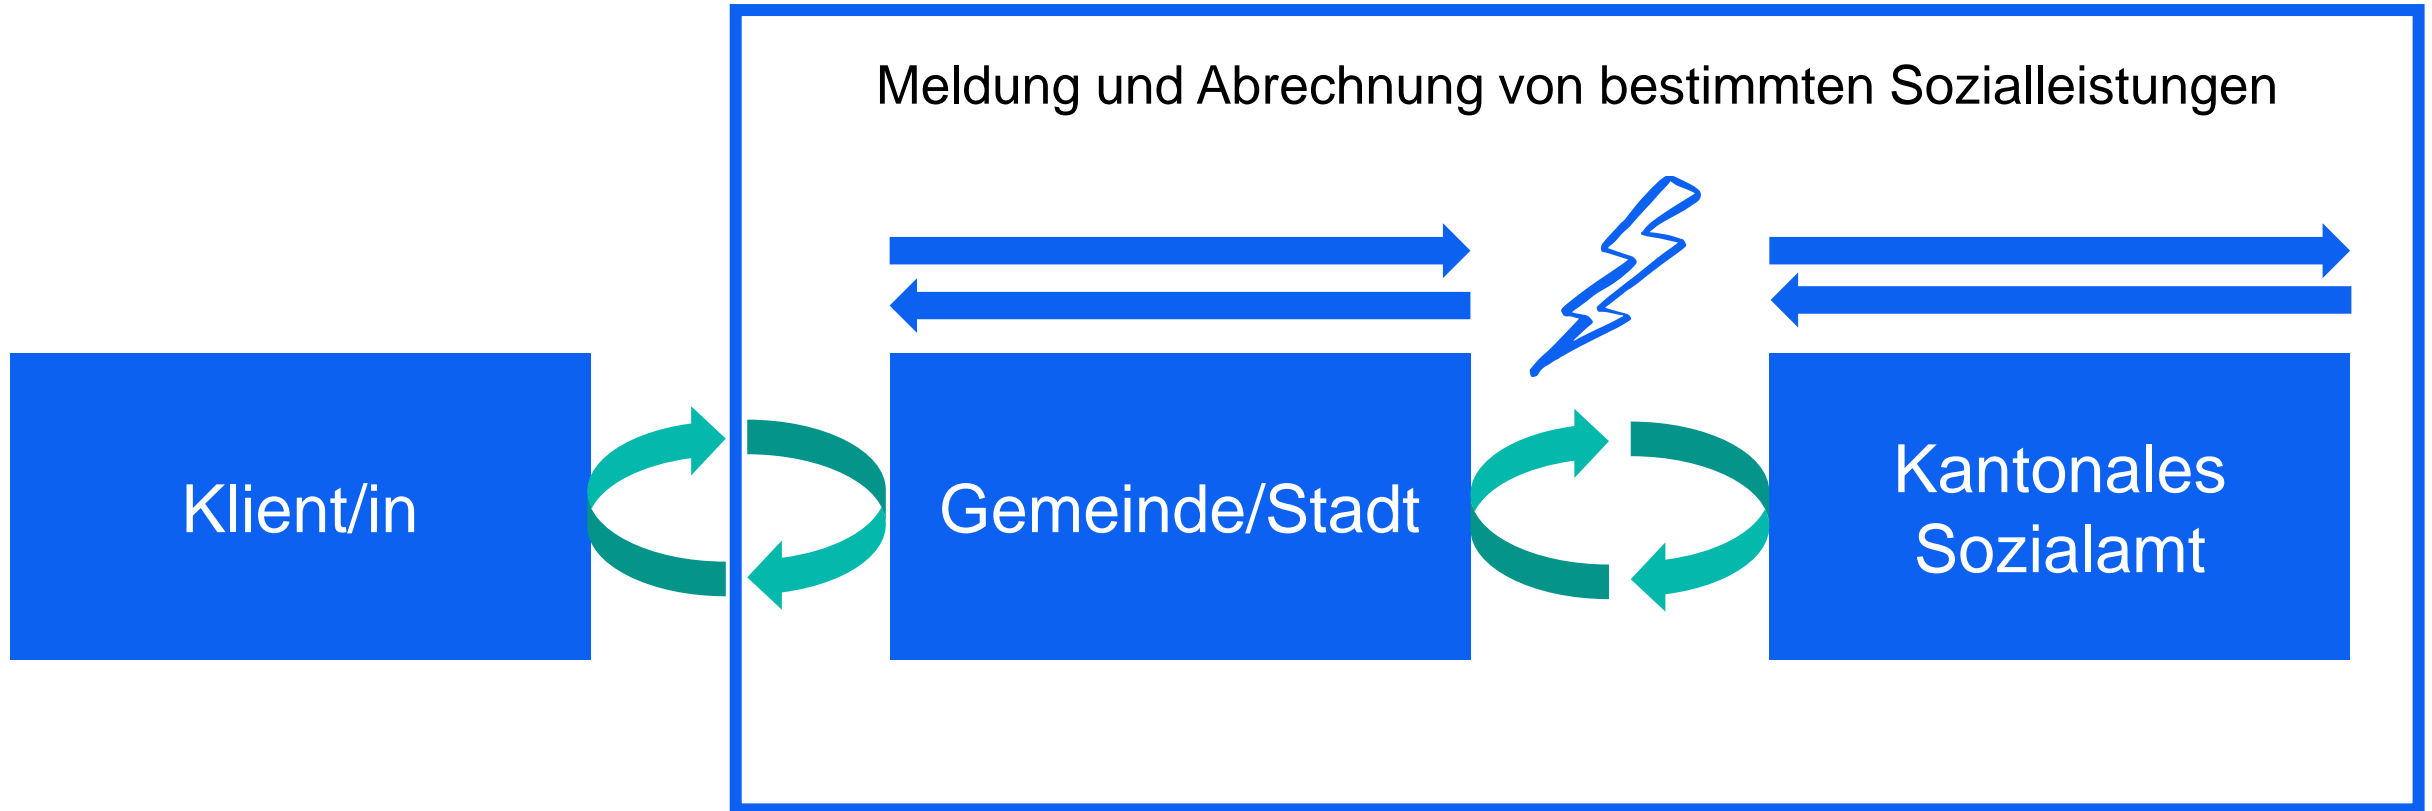 Meldung und Abrechnung von bestimmten Sozialleistungen
Klient/in
Gemeinde/Stadt
Kantonales
Sozialamt